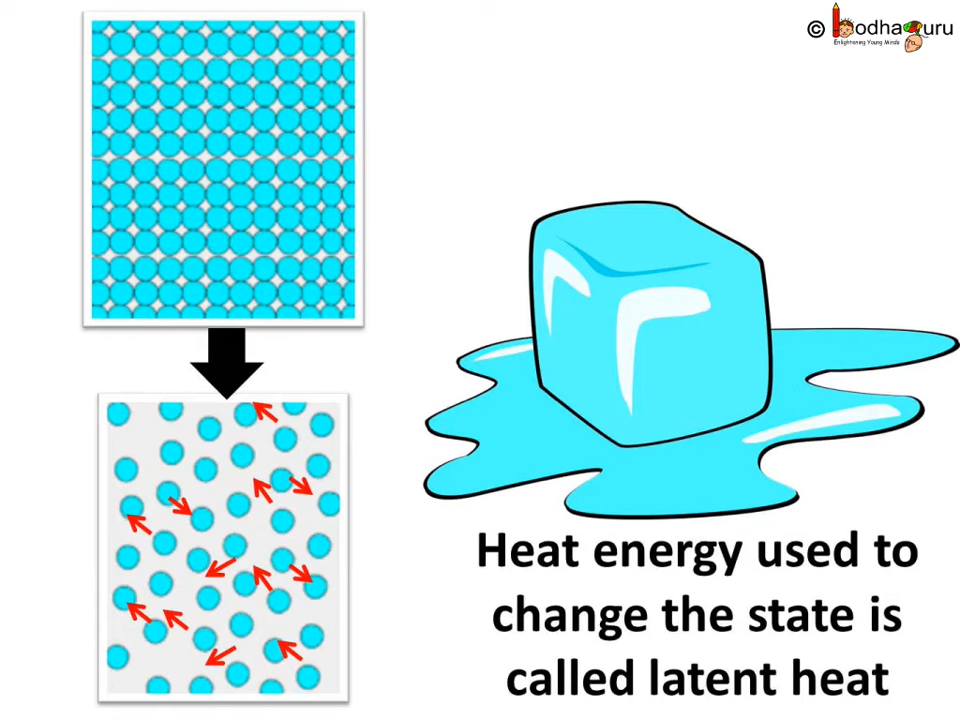 © BodhaGuru
Enlightening Young Minds
Heat energy used to
change the state is
called latent heat